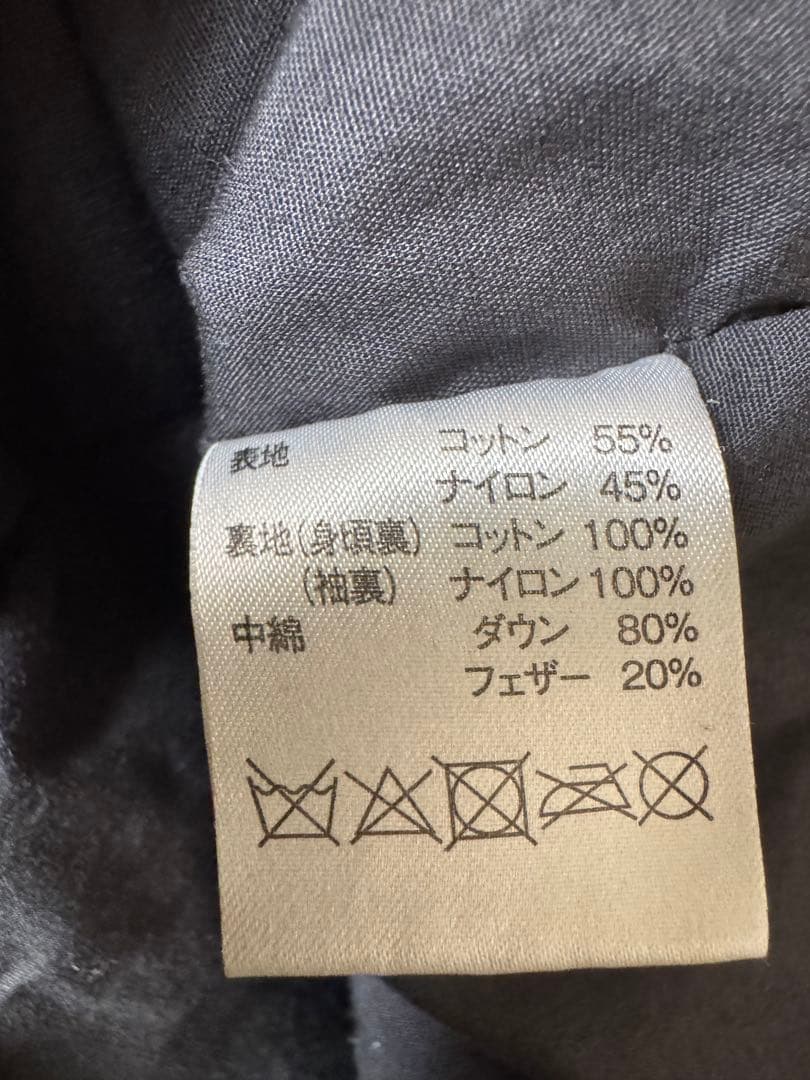 表地 コットン 55%
ナイロン 45%
裏地(身頃裏) コットン 100%
(袖裏) ナイロン 100%
中綿 ダウン 80%
フェザー 20%